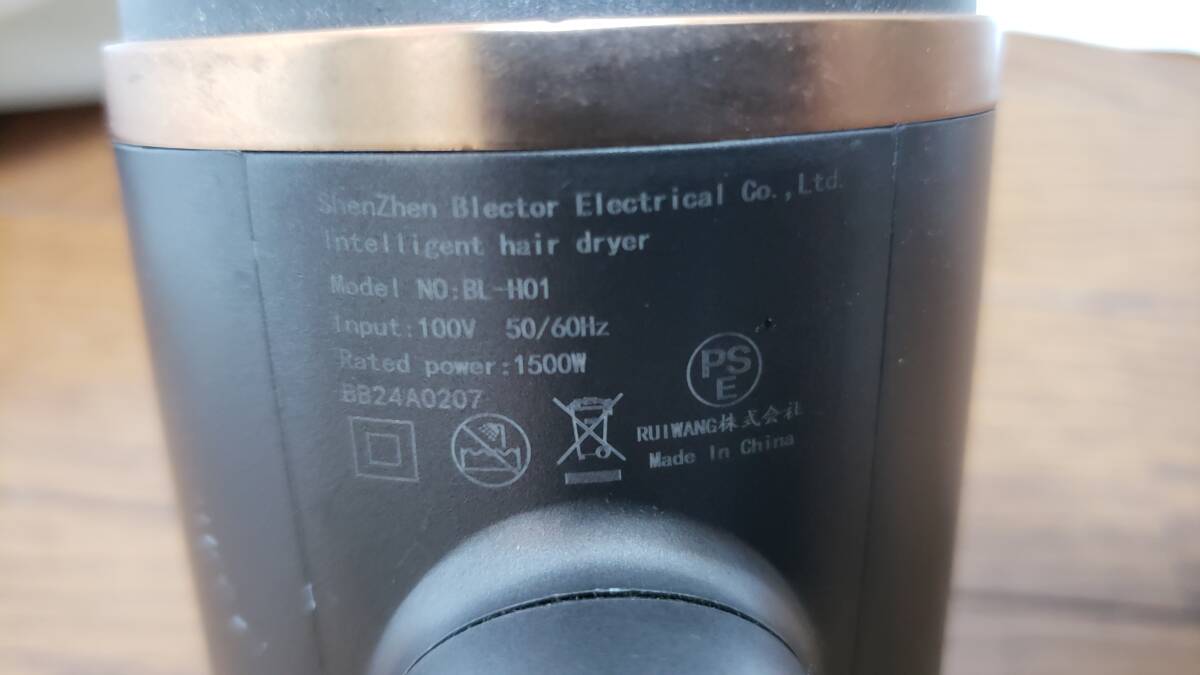 ShenZhen Blector Electrical Co.,Ltd.
Intelligent hair dryer
Model NO:BL-H01
Input:100V 50/60Hz
Rated power:1500W
BB24A0207
PS
E
RUIWANG株式会社
Made In China